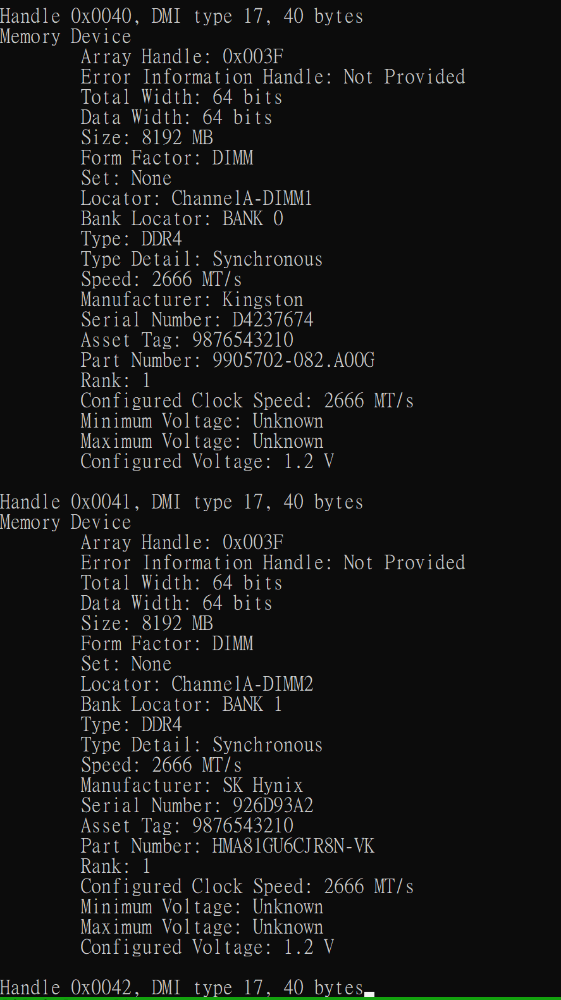 Handle 0x0040, DMI type 17, 40 bytes
Memory Device
Array Handle: 0x003F
Error Information Handle: Not Provided
Total Width: 64 bits
Data Width: 64 bits
Size: 8192 MB
Form Factor: DIMM
Set: None
Locator: ChannelA-DIMM1
Bank Locator: BANK 0
Type: DDR4
Type Detail: Synchronous
Speed: 2666 MT/s
Manufacturer: Kingston
Serial Number: D4237674
Asset Tag: 9876543210
Part Number: 9905702-082.A00G
Rank: 1
Configured Clock Speed: 2666 MT/s
Minimum Voltage: Unknown
Maximum Voltage: Unknown
Configured Voltage: 1.2 V
Handle 0x0041, DMI type 17, 40 bytes
Memory Device
Array Handle: 0x003F
Error Information Handle: Not Provided
Total Width: 64 bits
Data Width: 64 bits
Size: 8192 MB
Form Factor: DIMM
Set: None
Locator: ChannelA-DIMM2
Bank Locator: BANK 1
Type: DDR4
Type Detail: Synchronous
Speed: 2666 MT/s
Manufacturer: SK Hynix
Serial Number: 926D93A2
Asset Tag: 9876543210
Part Number: HMA81GU6CJR8N-VK
Rank: 1
Configured Clock Speed: 2666 MT/s
Minimum Voltage: Unknown
Maximum Voltage: Unknown
Configured Voltage: 1.2 V
Handle 0x0042, DMI type 17, 40 bytes